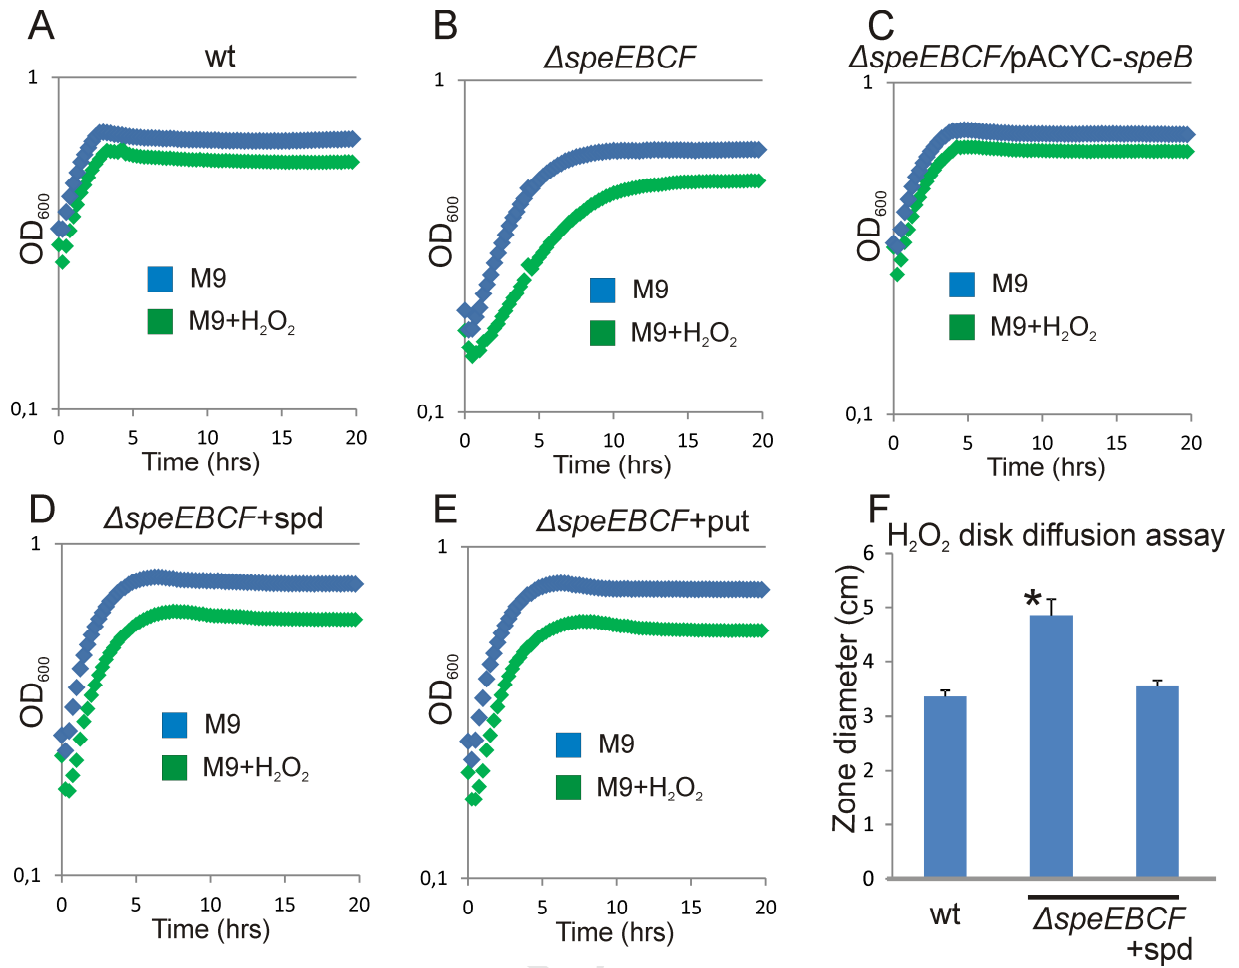 A
wt
1
OD600
M9
M9+H2O2
0,1
0 5 10 15 20
Time (hrs)
B
ΔspeEBCF
1
OD600
M9
M9+H2O2
0,1
0 5 10 15 20
Time (hrs)
C
ΔspeEBCF/pACYC-speB
1
OD600
M9
M9+H2O2
0,1
0 5 10 15 20
Time (hrs)
D
ΔspeEBCF+spd
1
OD600
M9
M9+H2O2
0,1
0 5 10 15 20
Time (hrs)
E
ΔspeEBCF+put
1
OD600
M9
M9+H2O2
0,1
0 5 10 15 20
Time (hrs)
F
H2O2 disk diffusion assay
Zone diameter (cm)
6
5
4
3
2
1
0
*
wt
ΔspeEBCF
+spd